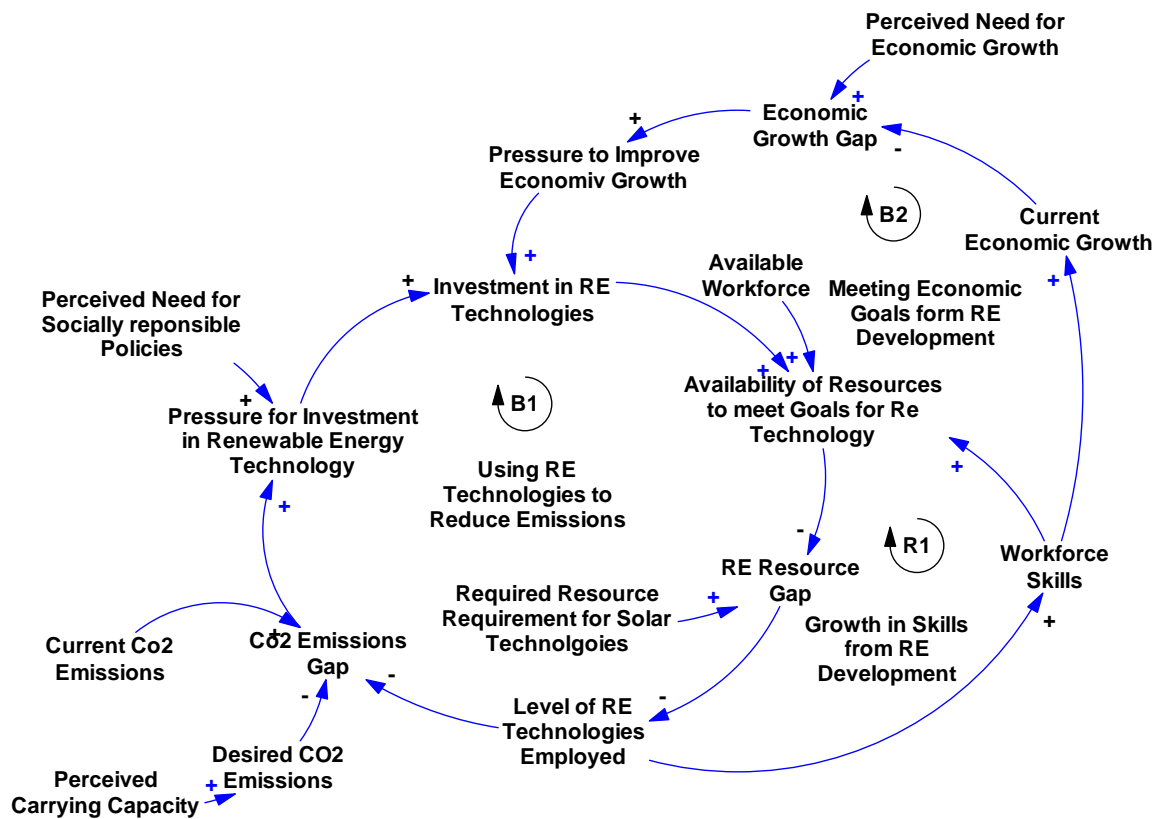 Perceived Need for
Economic Growth
+
Economic
Growth Gap
-
+
Pressure to Improve
Economiv Growth
B2
Current
Economic Growth
+
+
Available
Workforce
Meeting Economic
Goals form RE
Development
+
Investment in RE
Technologies
Perceived Need for
Socially reponsible
Policies
+
+
+
Availability of Resources
to meet Goals for Re
Technology
B1
Pressure for Investment
in Renewable Energy
Technology
Using RE
Technologies to
Reduce Emissions
+
+
-
R1
Workforce
Skills
+
RE Resource
Gap
Required Resource
Requirement for Solar
Technolgoies
+
Growth in Skills
from RE
Development
Current Co2
Emissions
+
Co2 Emissions
Gap
-
-
-
Level of RE
Technologies
Employed
Desired CO2
Emissions
+
Perceived
Carrying Capacity